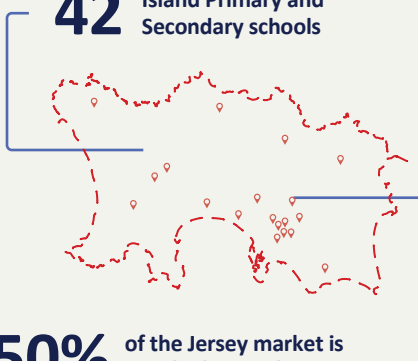 42 Island Primary and
Secondary schools
50% of the Jersey market is